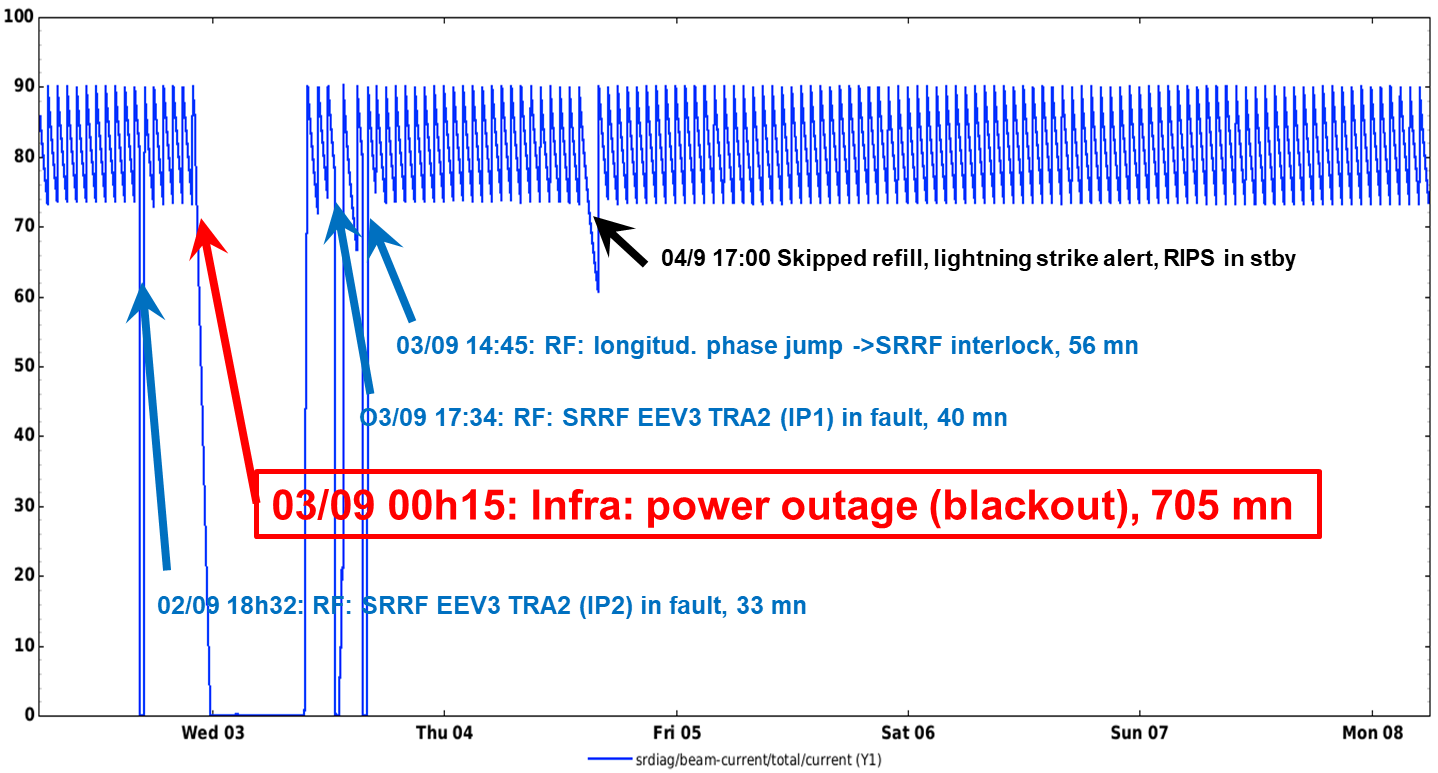 100
90
80
70
60
50
40
30
20
10
0
04/9 17:00 Skipped refill, lightning strike alert, RIPS in stby
03/09 14:45: RF: longitud. phase jump ->SRRF interlock, 56 mn
O3/09 17:34: RF: SRRF EEV3 TRA2 (IP1) in fault, 40 mn
03/09 00h15: Infra: power outage (blackout), 705 mn
02/09 18h32: RF: SRRF EEV3 TRA2 (IP2) in fault, 33 mn
Wed 03
Thu 04
Fri 05
Sat 06
Sun 07
Mon 08
srdiag/beam-current/total/current (Y1)